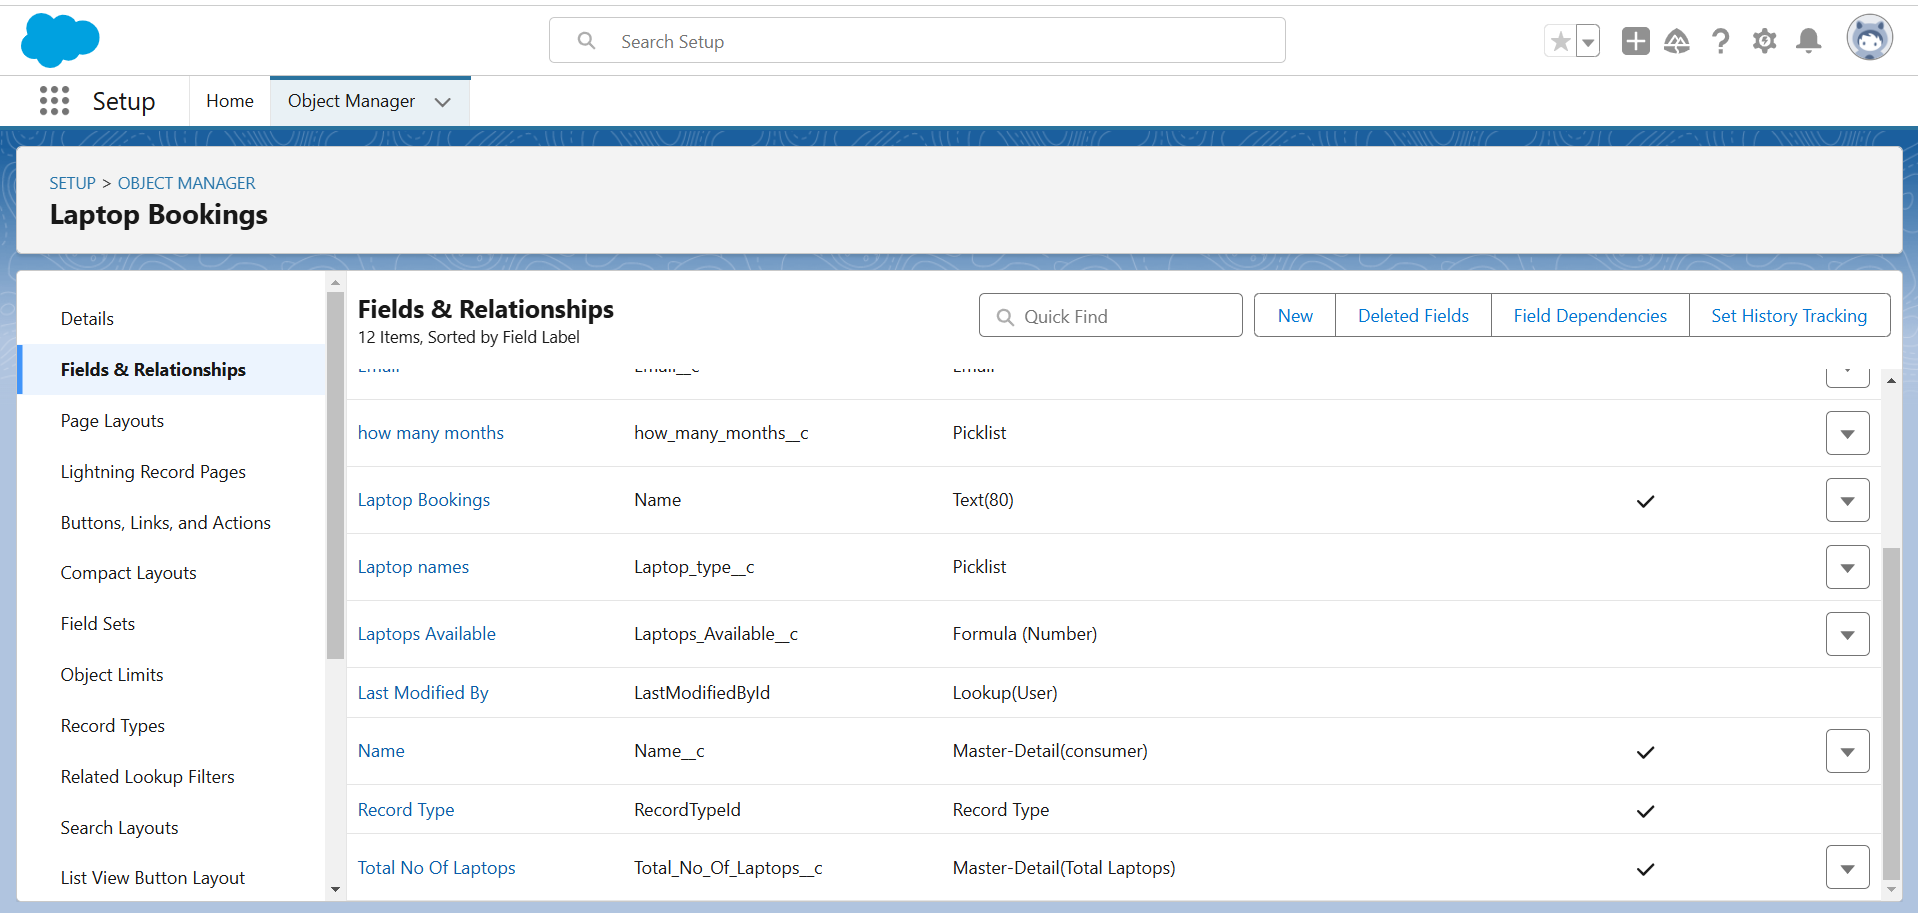 Search Setup
Setup
Home
Object Manager
SETUP > OBJECT MANAGER
Laptop Bookings
Details
Fields & Relationships
Page Layouts
Lightning Record Pages
Buttons, Links, and Actions
Compact Layouts
Field Sets
Object Limits
Record Types
Related Lookup Filters
Search Layouts
List View Button Layout
Fields & Relationships
12 Items, Sorted by Field Label
Quick Find
New
Deleted Fields
Field Dependencies
Set History Tracking
Email Email__c Email
how many months how_many_months__c Picklist
Laptop Bookings Name Text(80)
Laptop names Laptop_type__c Picklist
Laptops Available Laptops_Available__c Formula (Number)
Last Modified By LastModifiedById Lookup(User)
Name Name__c Master-Detail(consumer)
Record Type RecordTypeId Record Type
Total No Of Laptops Total_No_Of_Laptops__c Master-Detail(Total Laptops)